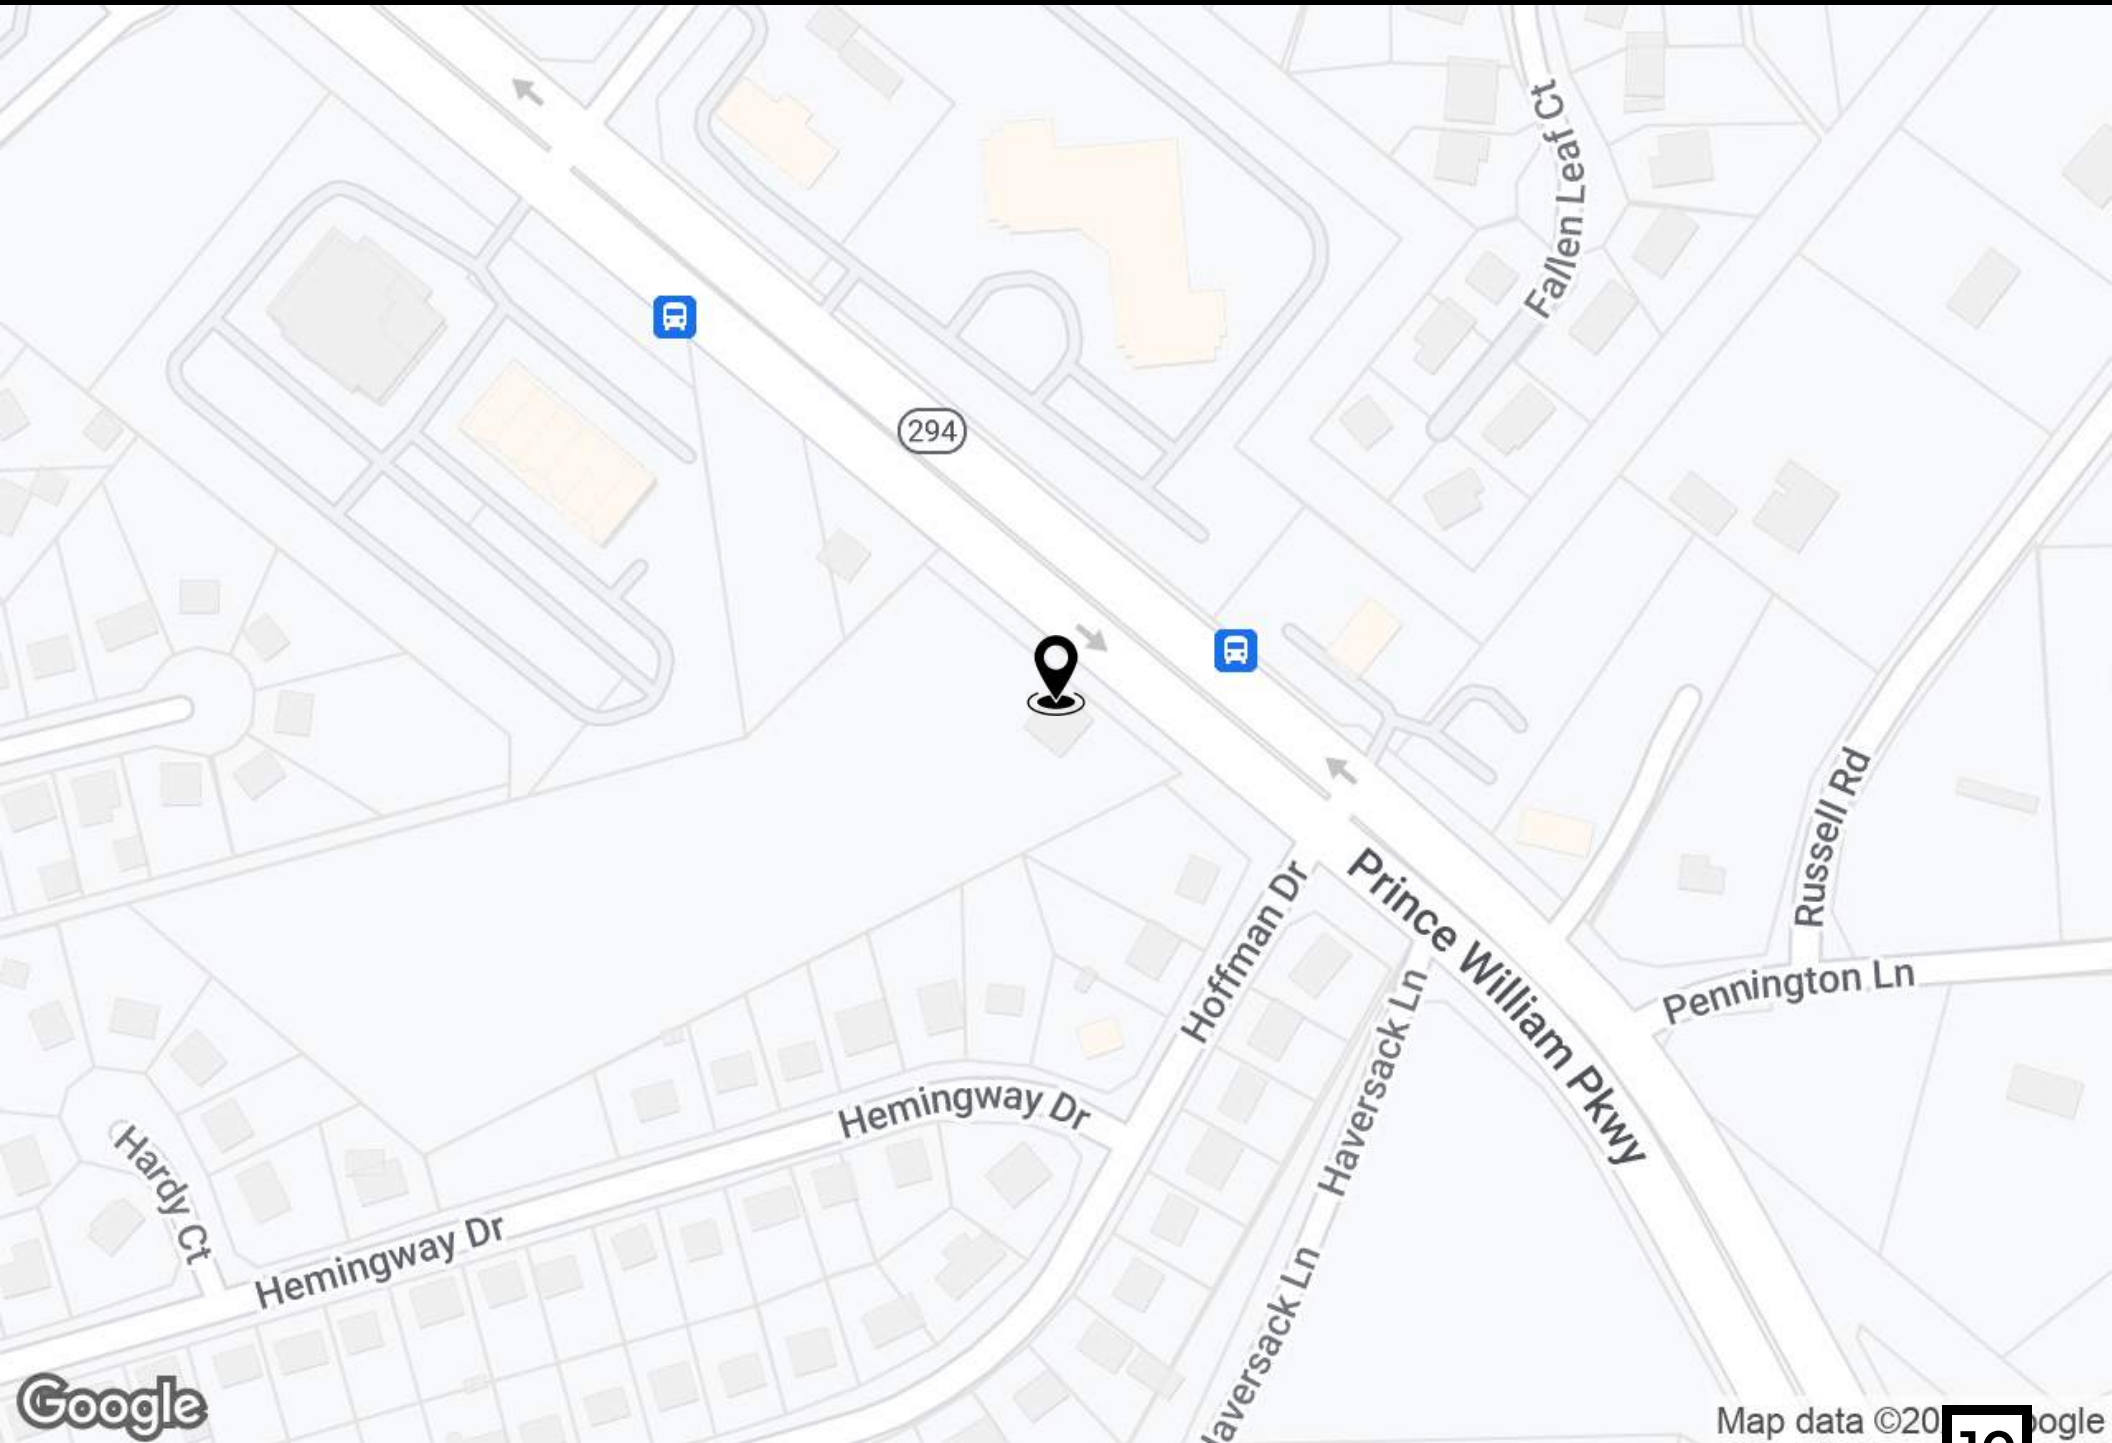 Fallen Leaf Ct
294
Russell Rd
Prince William Pkwy
Hoffman Dr
Pennington Ln
Haversack Ln
Hemingway Dr
Hardy Ct
Hemingway Dr
Haversack Ln
Google
Map data ©20